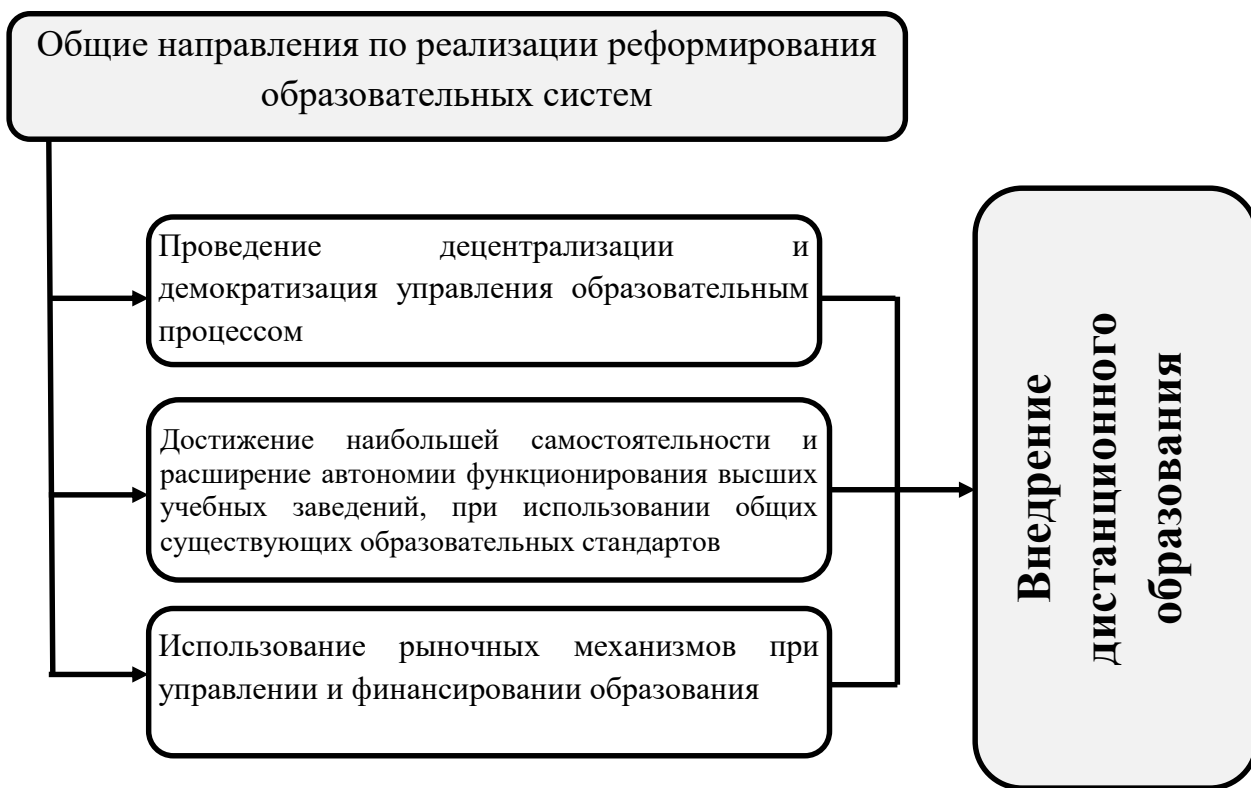 Общие направления по реализации реформирования
образовательных систем
Проведение децентрализации и
демократизация управления образовательным
процессом
Достижение наибольшей самостоятельности и
расширение автономии функционирования высших
учебных заведений, при использовании общих
существующих образовательных стандартов
Использование рыночных механизмов при
управлении и финансировании образования
Внедрение
дистанционного
образования